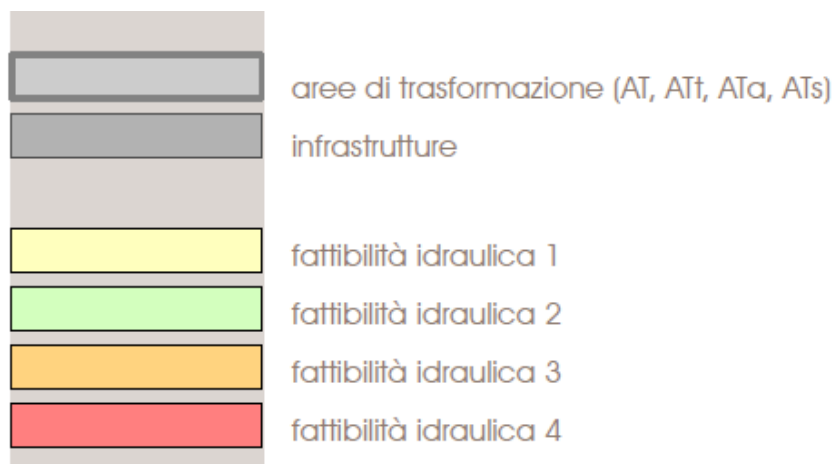 aree di trasformazione (AT, ATt, ATa, ATs)
infrastrutture
fattibilità idraulica 1
fattibilità idraulica 2
fattibilità idraulica 3
fattibilità idraulica 4